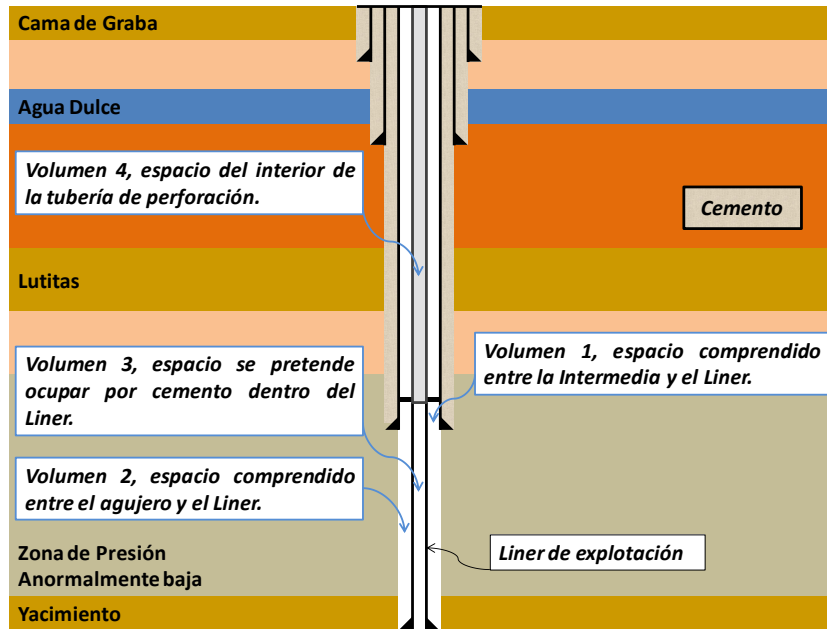 Cama de Graba
Agua Dulce
Volumen 4, espacio del interior de
la tubería de perforación.
Cemento
Lutitas
Volumen 1, espacio comprendido
entre la Intermedia y el Liner.
Volumen 3, espacio se pretende
ocupar por cemento dentro del
Liner.
Volumen 2, espacio comprendido
entre el agujero y el Liner.
Liner de explotación
Zona de Presión
Anormalmente baja
Yacimiento